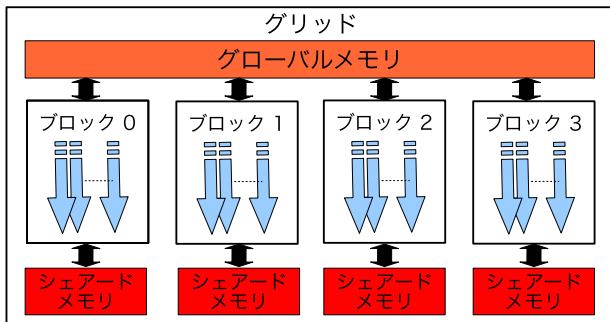 グリッド
グローバルメモリ
ブロック 0
ブロック 1
ブロック 2
ブロック 3
シェアード
メモリ
シェアード
メモリ
シェアード
メモリ
シェアード
メモリ